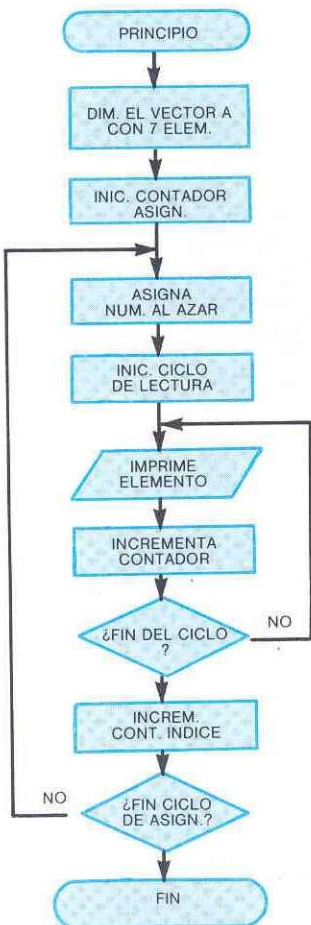 PRINCIPIO
DIM. EL VECTOR A
CON 7 ELEM.
INIC. CONTADOR
ASIGN.
ASIGNA
NUM. AL AZAR
INIC. CICLO
DE LECTURA
IMPRIME
ELEMENTO
INCREMENTA
CONTADOR
¿FIN DEL CICLO
?
NO
INCREM.
CONT. INDICE
NO
¿FIN CICLO
DE ASIGN.?
FIN